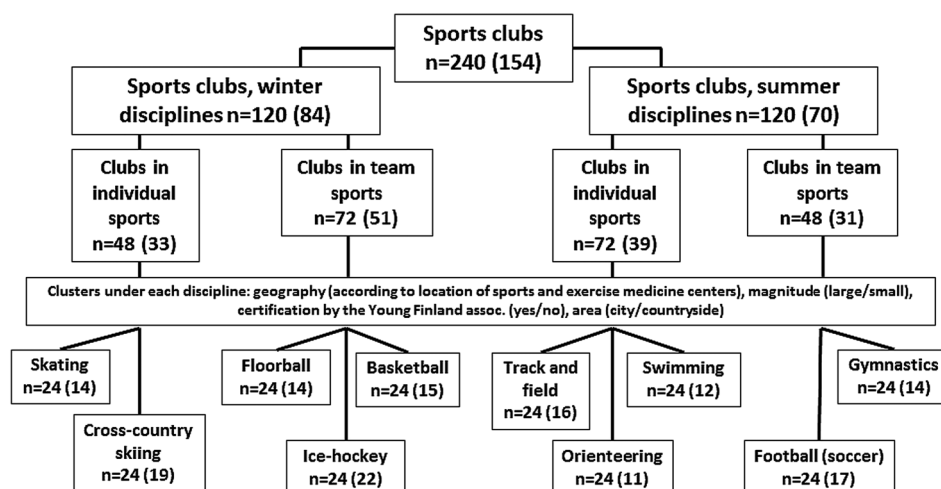 Sports clubs
n=240 (154)
Sports clubs, winter
disciplines n=120 (84)
Sports clubs, summer
disciplines n=120 (70)
Clubs in
individual
sports
n=48 (33)
Clubs in team
sports
n=72 (51)
Clubs in
individual
sports
n=72 (39)
Clubs in team
sports
n=48 (31)
Clusters under each discipline: geography (according to location of sports and exercise medicine centers), magnitude (large/small),
certification by the Young Finland assoc. (yes/no), area (city/countryside)
Skating
n=24 (14)
Cross-country
skiing
n=24 (19)
Floorball
n=24 (14)
Ice-hockey
n=24 (22)
Basketball
n=24 (15)
Track and
field
n=24 (16)
Orienteering
n=24 (11)
Swimming
n=24 (12)
Football (soccer)
n=24 (17)
Gymnastics
n=24 (14)